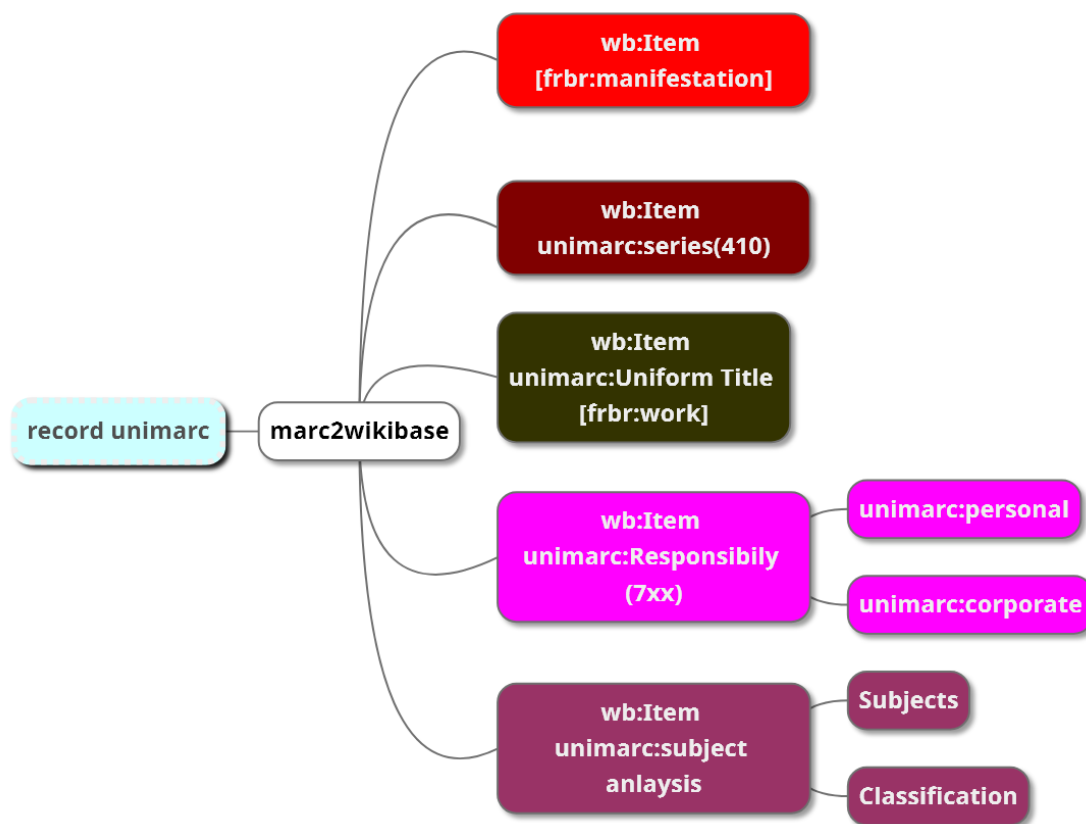 wb:Item
[frbr:manifestation]
wb:Item
unimarc:series(410)
wb:Item
unimarc:Uniform Title
[frbr:work]
record unimarc
marc2wikibase
wb:Item
unimarc:Responsibily
(7xx)
unimarc:personal
unimarc:corporate
wb:Item
unimarc:subject
anlaysis
Subjects
Classification